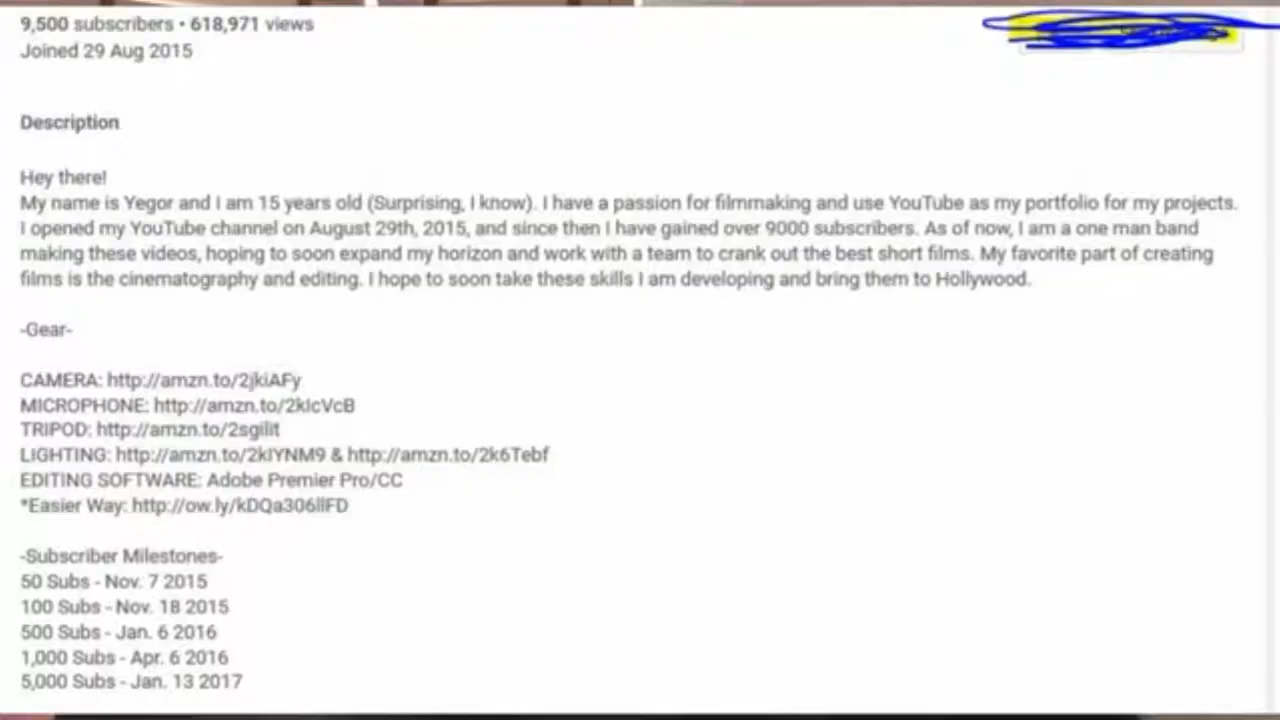 9,500 subscribers • 618,971 views
Joined 29 Aug 2015
Description
Hey there!
My name is Yegor and I am 15 years old (Surprising, I know). I have a passion for filmmaking and use YouTube as my portfolio for my projects.
I opened my YouTube channel on August 29th, 2015, and since then I have gained over 9000 subscribers. As of now, I am a one man band
making these videos, hoping to soon expand my horizon and work with a team to crank out the best short films. My favorite part of creating
films is the cinematography and editing. I hope to soon take these skills I am developing and bring them to Hollywood.
-Gear-
CAMERA: http://amzn.to/2jkiAFy
MICROPHONE: http://amzn.to/2kIcVcB
TRIPOD: http://amzn.to/2sgilit
LIGHTING: http://amzn.to/2kIYNM9 & http://amzn.to/2k6Tebf
EDITING SOFTWARE: Adobe Premier Pro/CC
*Easier Way: http://ow.ly/kDQa306llFD
-Subscriber Milestones-
50 Subs - Nov. 7 2015
100 Subs - Nov. 18 2015
500 Subs - Jan. 6 2016
1,000 Subs - Apr. 6 2016
5,000 Subs - Jan. 13 2017